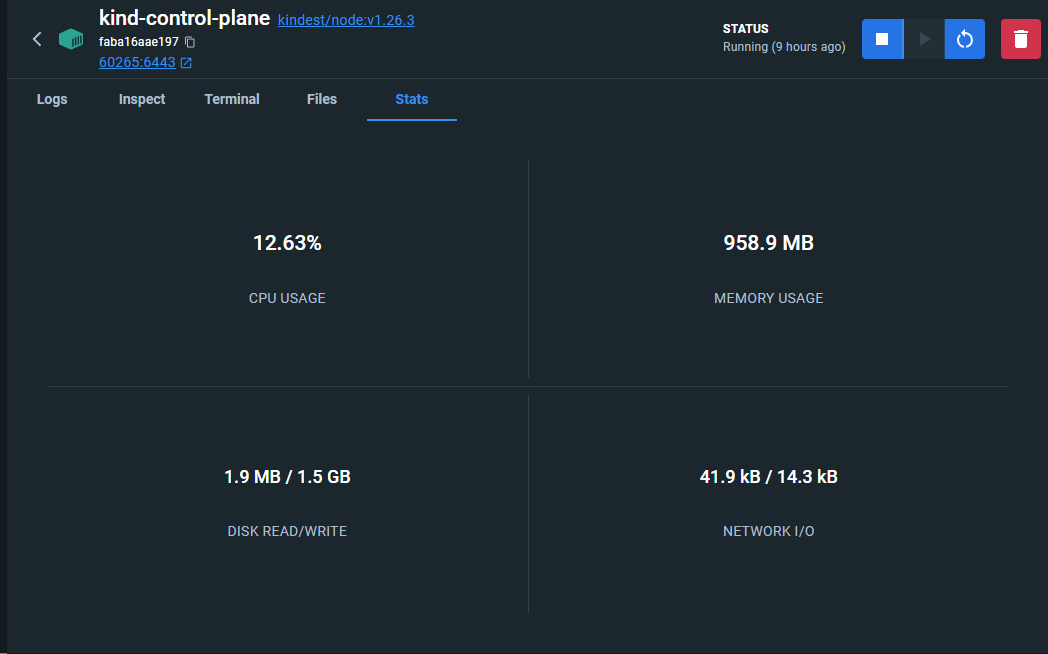 kind-control-plane kindest/node:v1.26.3
faba16aae197
60265:6443
STATUS
Running (9 hours ago)
Logs Inspect Terminal Files Stats
12.63%
CPU USAGE
958.9 MB
MEMORY USAGE
1.9 MB / 1.5 GB
DISK READ/WRITE
41.9 kB / 14.3 kB
NETWORK I/O